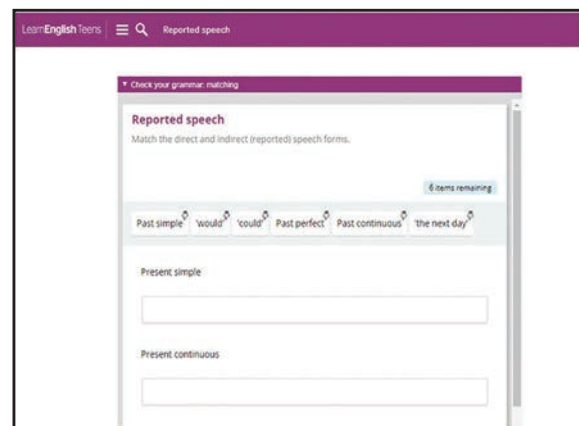 LearnEnglish Teens Reported speech
Check your grammar: matching
Reported speech
Match the direct and indirect (reported) speech forms.
6 items remaining
Past simple 'would' 'could' Past perfect Past continuous 'the next day'
Present simple
Present continuous